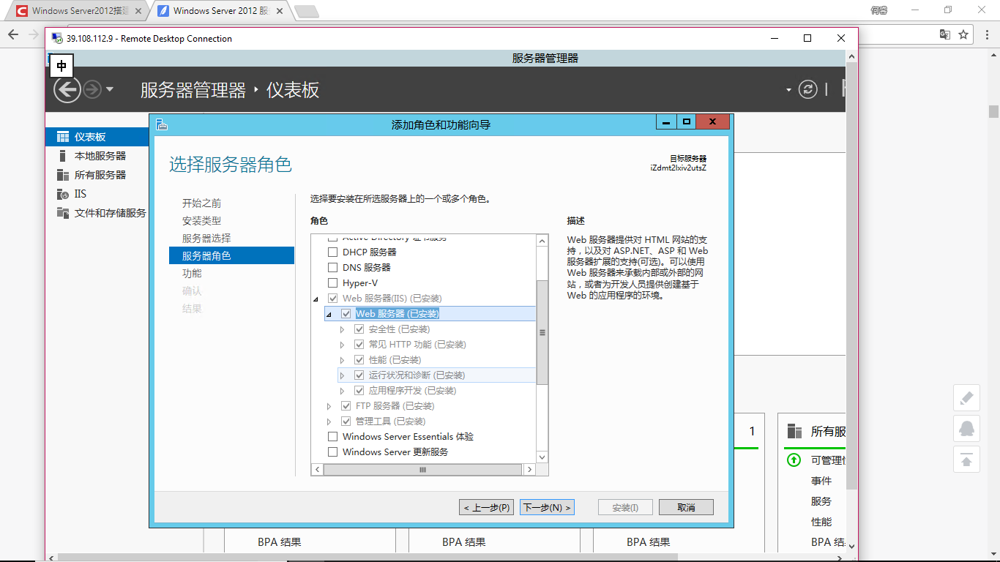 Windows Server2012搭建
Windows Server 2012 服
何睿
39.108.112.9 - Remote Desktop Connection
服务器管理器
中
服务器管理器 仪表板
添加角色和功能向导
仪表板
本地服务器
所有服务器
IIS
文件和存储服务
选择服务器角色
目标服务器
iZdmt2lxiv2utsZ
开始之前
安装类型
服务器选择
服务器角色
功能
确认
结果
选择要安装在所选服务器上的一个或多个角色。
角色
Active Directory 证书服务
DHCP 服务器
DNS 服务器
Hyper-V
Web 服务器(IIS) (已安装)
Web 服务器 (已安装)
安全性 (已安装)
常见 HTTP 功能 (已安装)
性能 (已安装)
运行状况和诊断 (已安装)
应用程序开发 (已安装)
FTP 服务器 (已安装)
管理工具 (已安装)
Windows Server Essentials 体验
Windows Server 更新服务
描述
Web 服务器提供对 HTML 网站的支
持，以及对 ASP.NET、ASP 和 Web
服务器扩展的支持(可选)。可以使用
Web 服务器来承载内部或外部的网
站，或者为开发人员提供创建基于
Web 的应用程序的环境。
< 上一步(P)
下一步(N) >
安装(I)
取消
1
所有服
可管理性
事件
服务
性能
BPA 结果
BPA 结果
BPA 结果
BPA 结